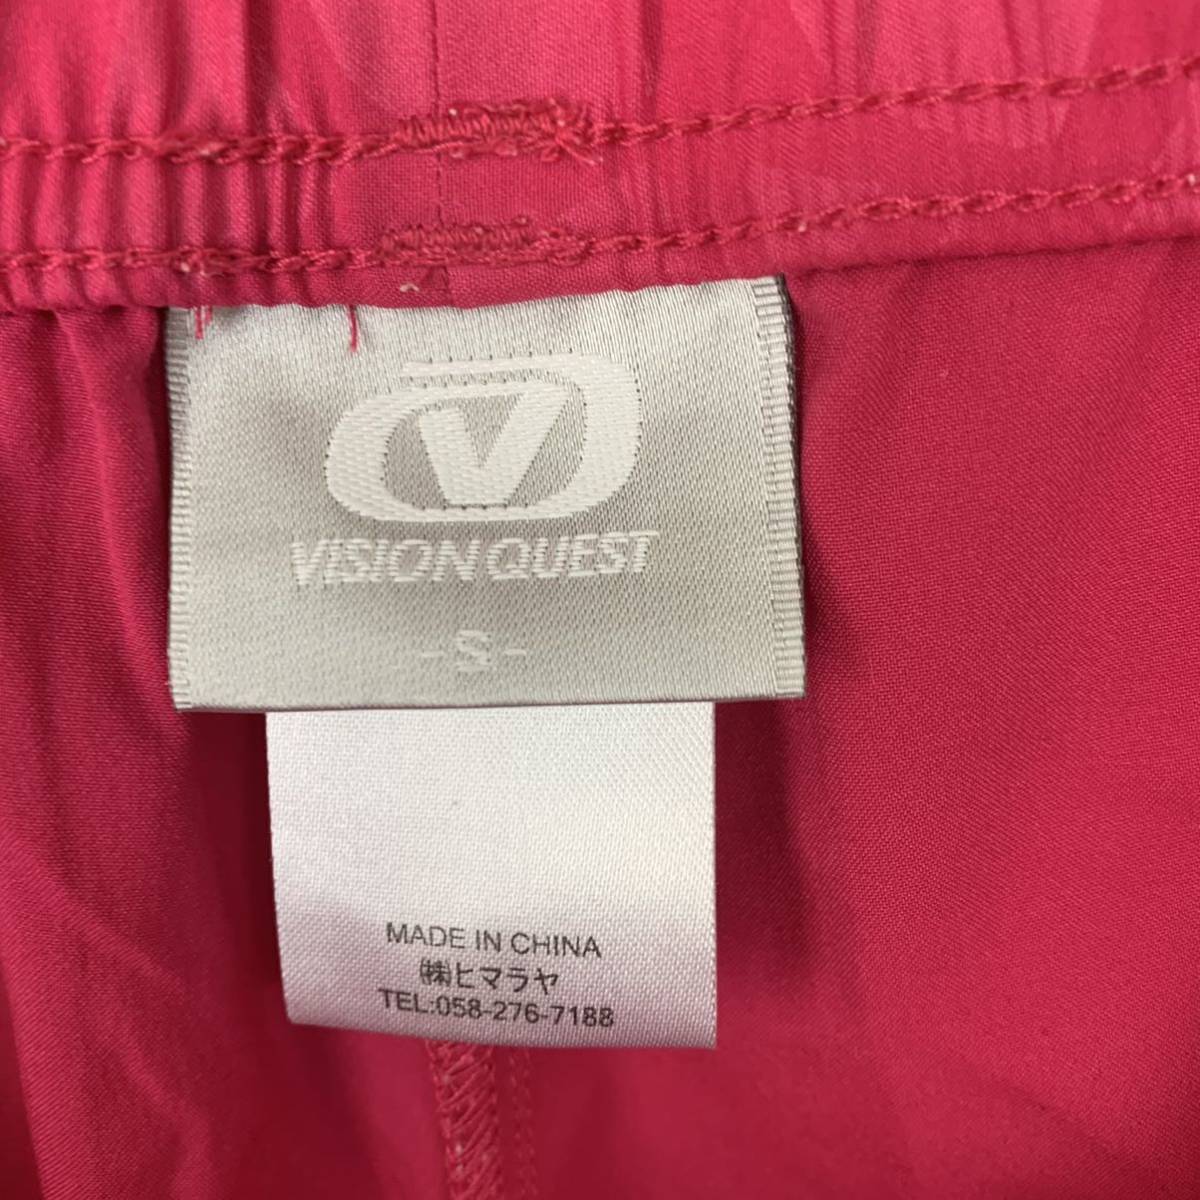 V
VISION QUEST
-S-
MADE IN CHINA
㈱ヒマラヤ
TEL:058-276-7188